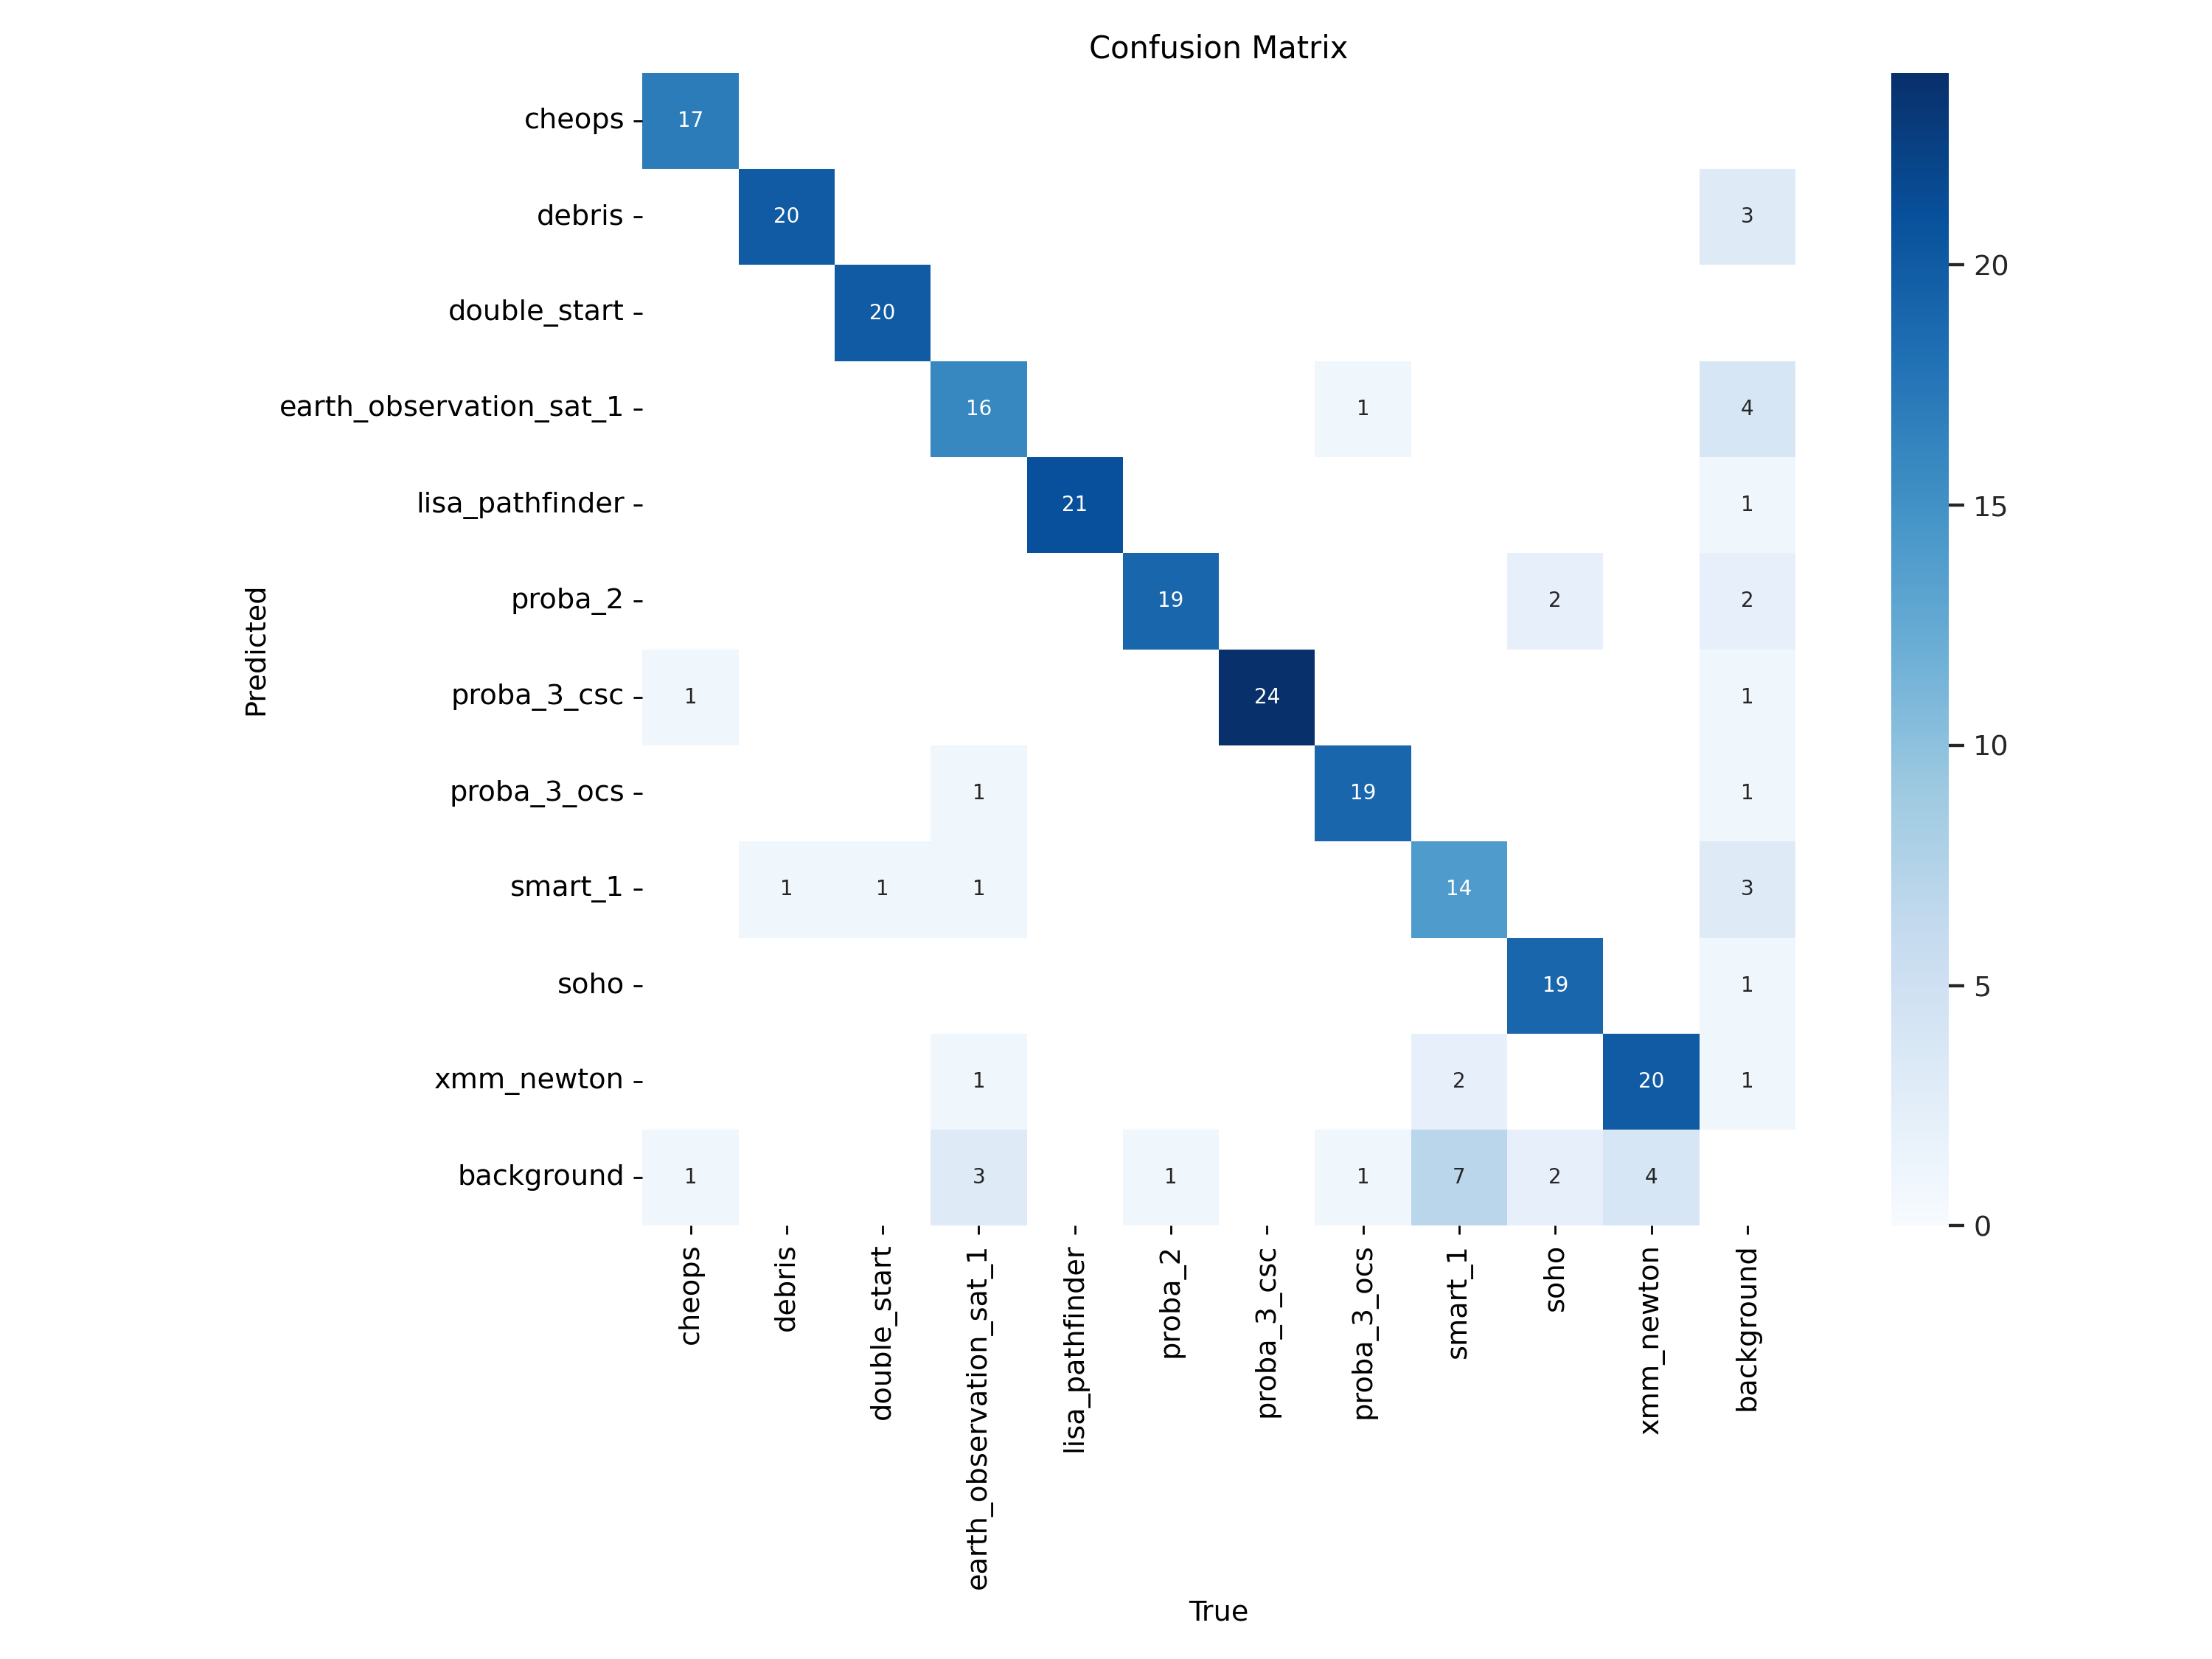 Confusion Matrix
cheops
17
debris
20
3
double_start
20
20
earth_observation_sat_1
16
1
4
lisa_pathfinder
21
1
15
proba_2
19
2
2
Predicted
proba_3_csc
1
24
1
10
proba_3_ocs
1
19
1
smart_1
1
1
1
14
3
soho
19
1
5
xmm_newton
1
2
20
1
background
1
3
1
1
7
2
4
0
cheops
debris
double_start
earth_observation_sat_1
lisa_pathfinder
proba_2
proba_3_csc
proba_3_ocs
smart_1
soho
xmm_newton
background
True